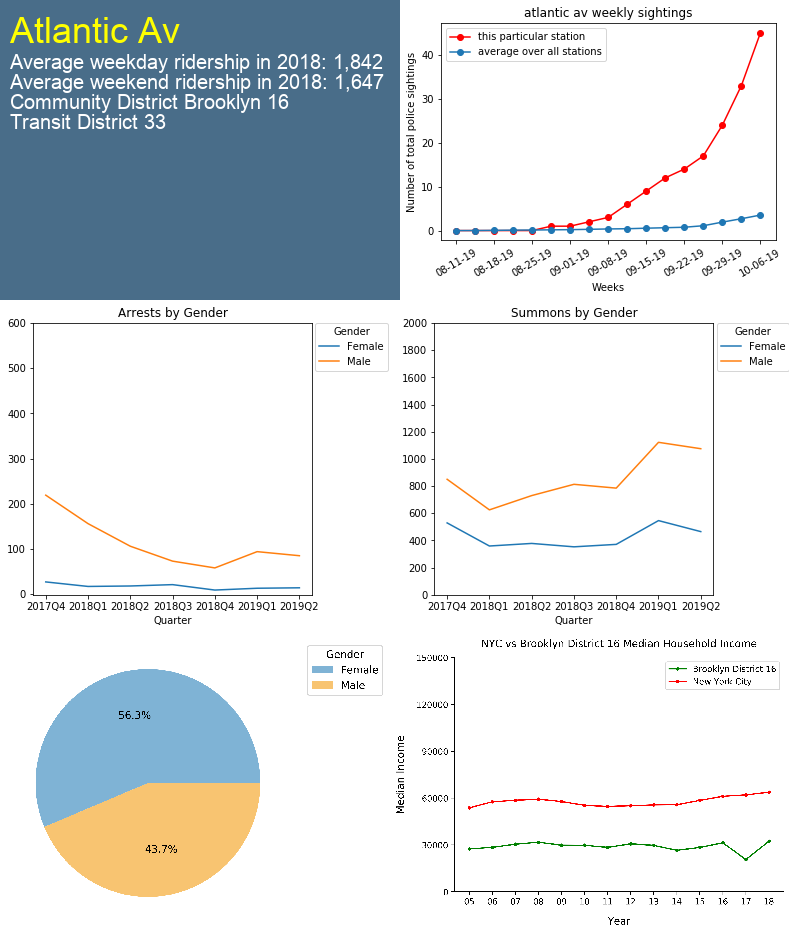 Atlantic Av
Average weekday ridership in 2018: 1,842
Average weekend ridership in 2018: 1,647
Community District Brooklyn 16
Transit District 33
atlantic av weekly sightings
this particular station
average over all stations
Number of total police sightings
40
30
20
10
0
08-11-19 08-18-19 08-25-19 09-01-19 09-08-19 09-15-19 09-22-19 09-29-19 10-06-19
Weeks
Arrests by Gender
Gender
Female
Male
600
500
400
300
200
100
0
2017Q4 2018Q1 2018Q2 2018Q3 2018Q4 2019Q1 2019Q2
Quarter
Summons by Gender
Gender
Female
Male
2000
1800
1600
1400
1200
1000
800
600
400
200
0
2017Q4 2018Q1 2018Q2 2018Q3 2018Q4 2019Q1 2019Q2
Quarter
Gender
Female
Male
56.3%
43.7%
NYC vs Brooklyn District 16 Median Household Income
Brooklyn District 16
New York City
Median Income
150000
120000
90000
60000
30000
0
05 06 07 08 09 10 11 12 13 14 15 16 17 18
Year